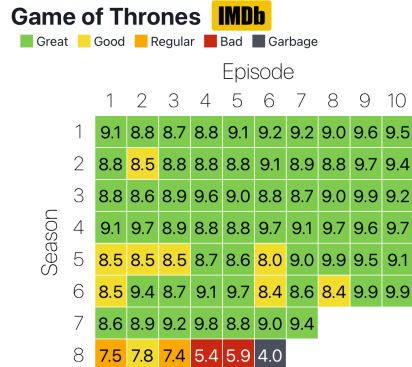 Game of Thrones IMDb
Great Good Regular Bad Garbage
Episode
1 2 3 4 5 6 7 8 9 10
Season
1 9.1 8.8 8.7 8.8 9.1 9.2 9.2 9.0 9.6 9.5
2 8.8 8.5 8.8 8.8 8.8 9.1 8.9 8.8 9.7 9.4
3 8.8 8.6 8.9 9.6 9.0 8.8 8.7 9.0 9.9 9.2
4 9.1 9.7 8.9 8.8 8.8 9.7 9.1 9.7 9.6 9.7
5 8.5 8.5 8.5 8.7 8.6 8.0 9.0 9.9 9.5 9.1
6 8.5 9.4 8.7 9.1 9.7 8.4 8.6 8.4 9.9 9.9
7 8.6 8.9 9.2 9.8 8.8 9.0 9.4
8 7.5 7.8 7.4 5.4 5.9 4.0